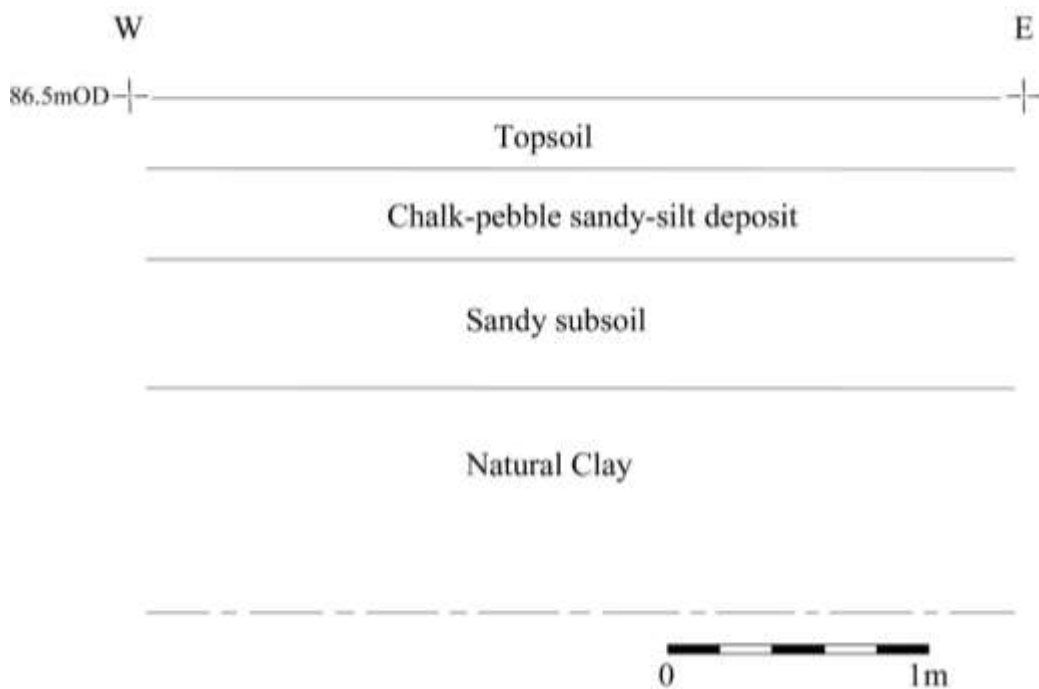 W E
86.5mOD
Topsoil
Chalk-pebble sandy-silt deposit
Sandy subsoil
Natural Clay
0 1m